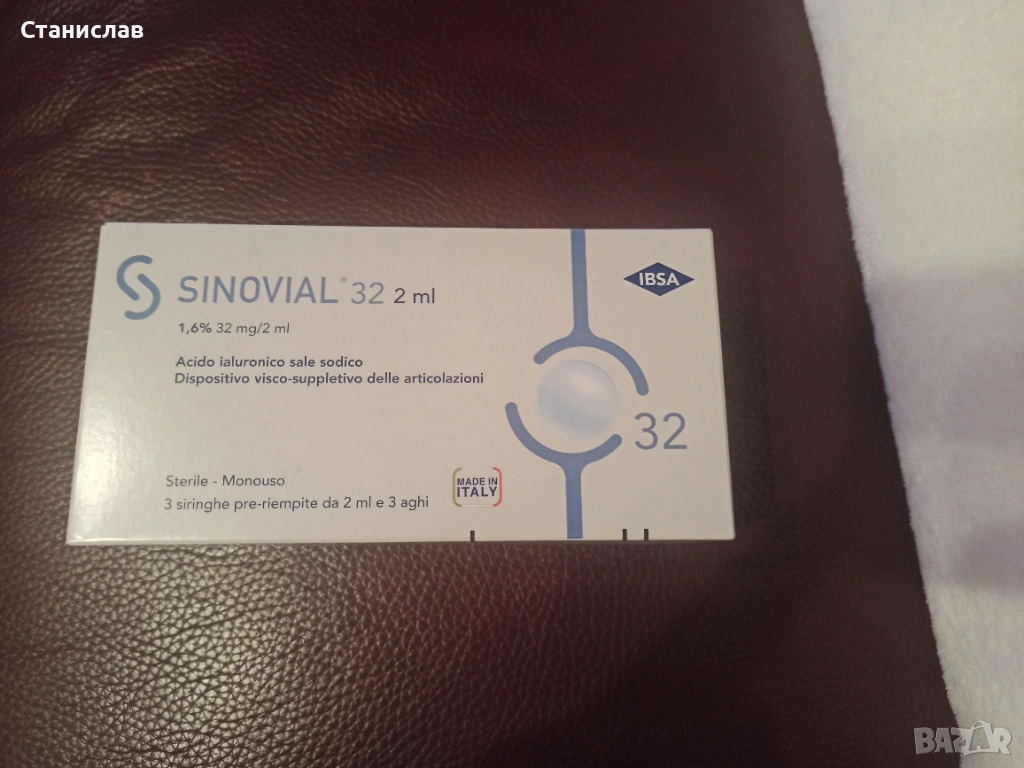 Станислав
SINOVIAL® 32 2 ml
IBSA
1,6% 32 mg/2 ml
Acido ialuronico sale sodico
Dispositivo visco-suppletivo delle articolazioni
32
Sterile - Monouso
3 siringhe pre-riempite da 2 ml e 3 aghi
MADE IN
ITALY
BAZAR